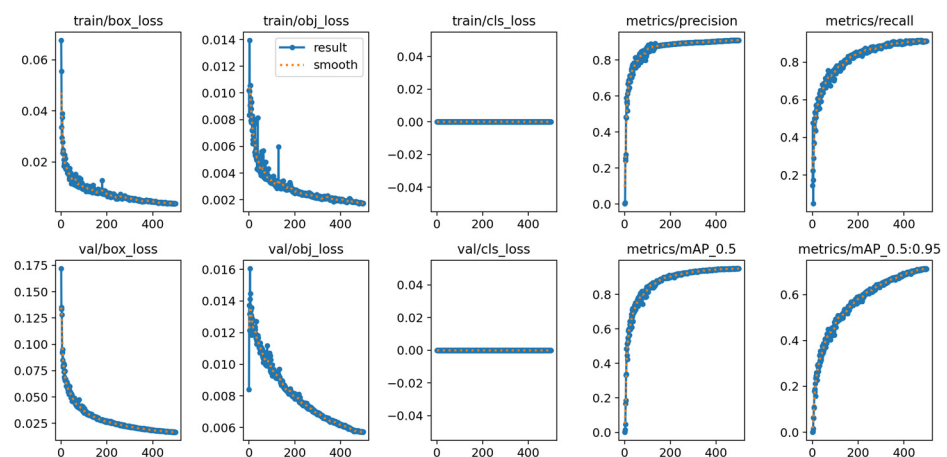 train/box_loss
train/obj_loss
train/cls_loss
metrics/precision
metrics/recall
0.06
0.04
0.02
0 200 400
0.014
0.012
0.010
0.008
0.006
0.004
0.002
result
smooth
0 200 400
0.04
0.02
0.00
−0.02
−0.04
0 200 400
0.8
0.6
0.4
0.2
0.0
0 200 400
0.8
0.6
0.4
0.2
0 200 400
val/box_loss
val/obj_loss
val/cls_loss
metrics/mAP_0.5
metrics/mAP_0.5:0.95
0.175
0.150
0.125
0.100
0.075
0.050
0.025
0 200 400
0.016
0.014
0.012
0.010
0.008
0.006
0 200 400
0.04
0.02
0.00
−0.02
−0.04
0 200 400
0.8
0.6
0.4
0.2
0.0
0 200 400
0.6
0.4
0.2
0.0
0 200 400